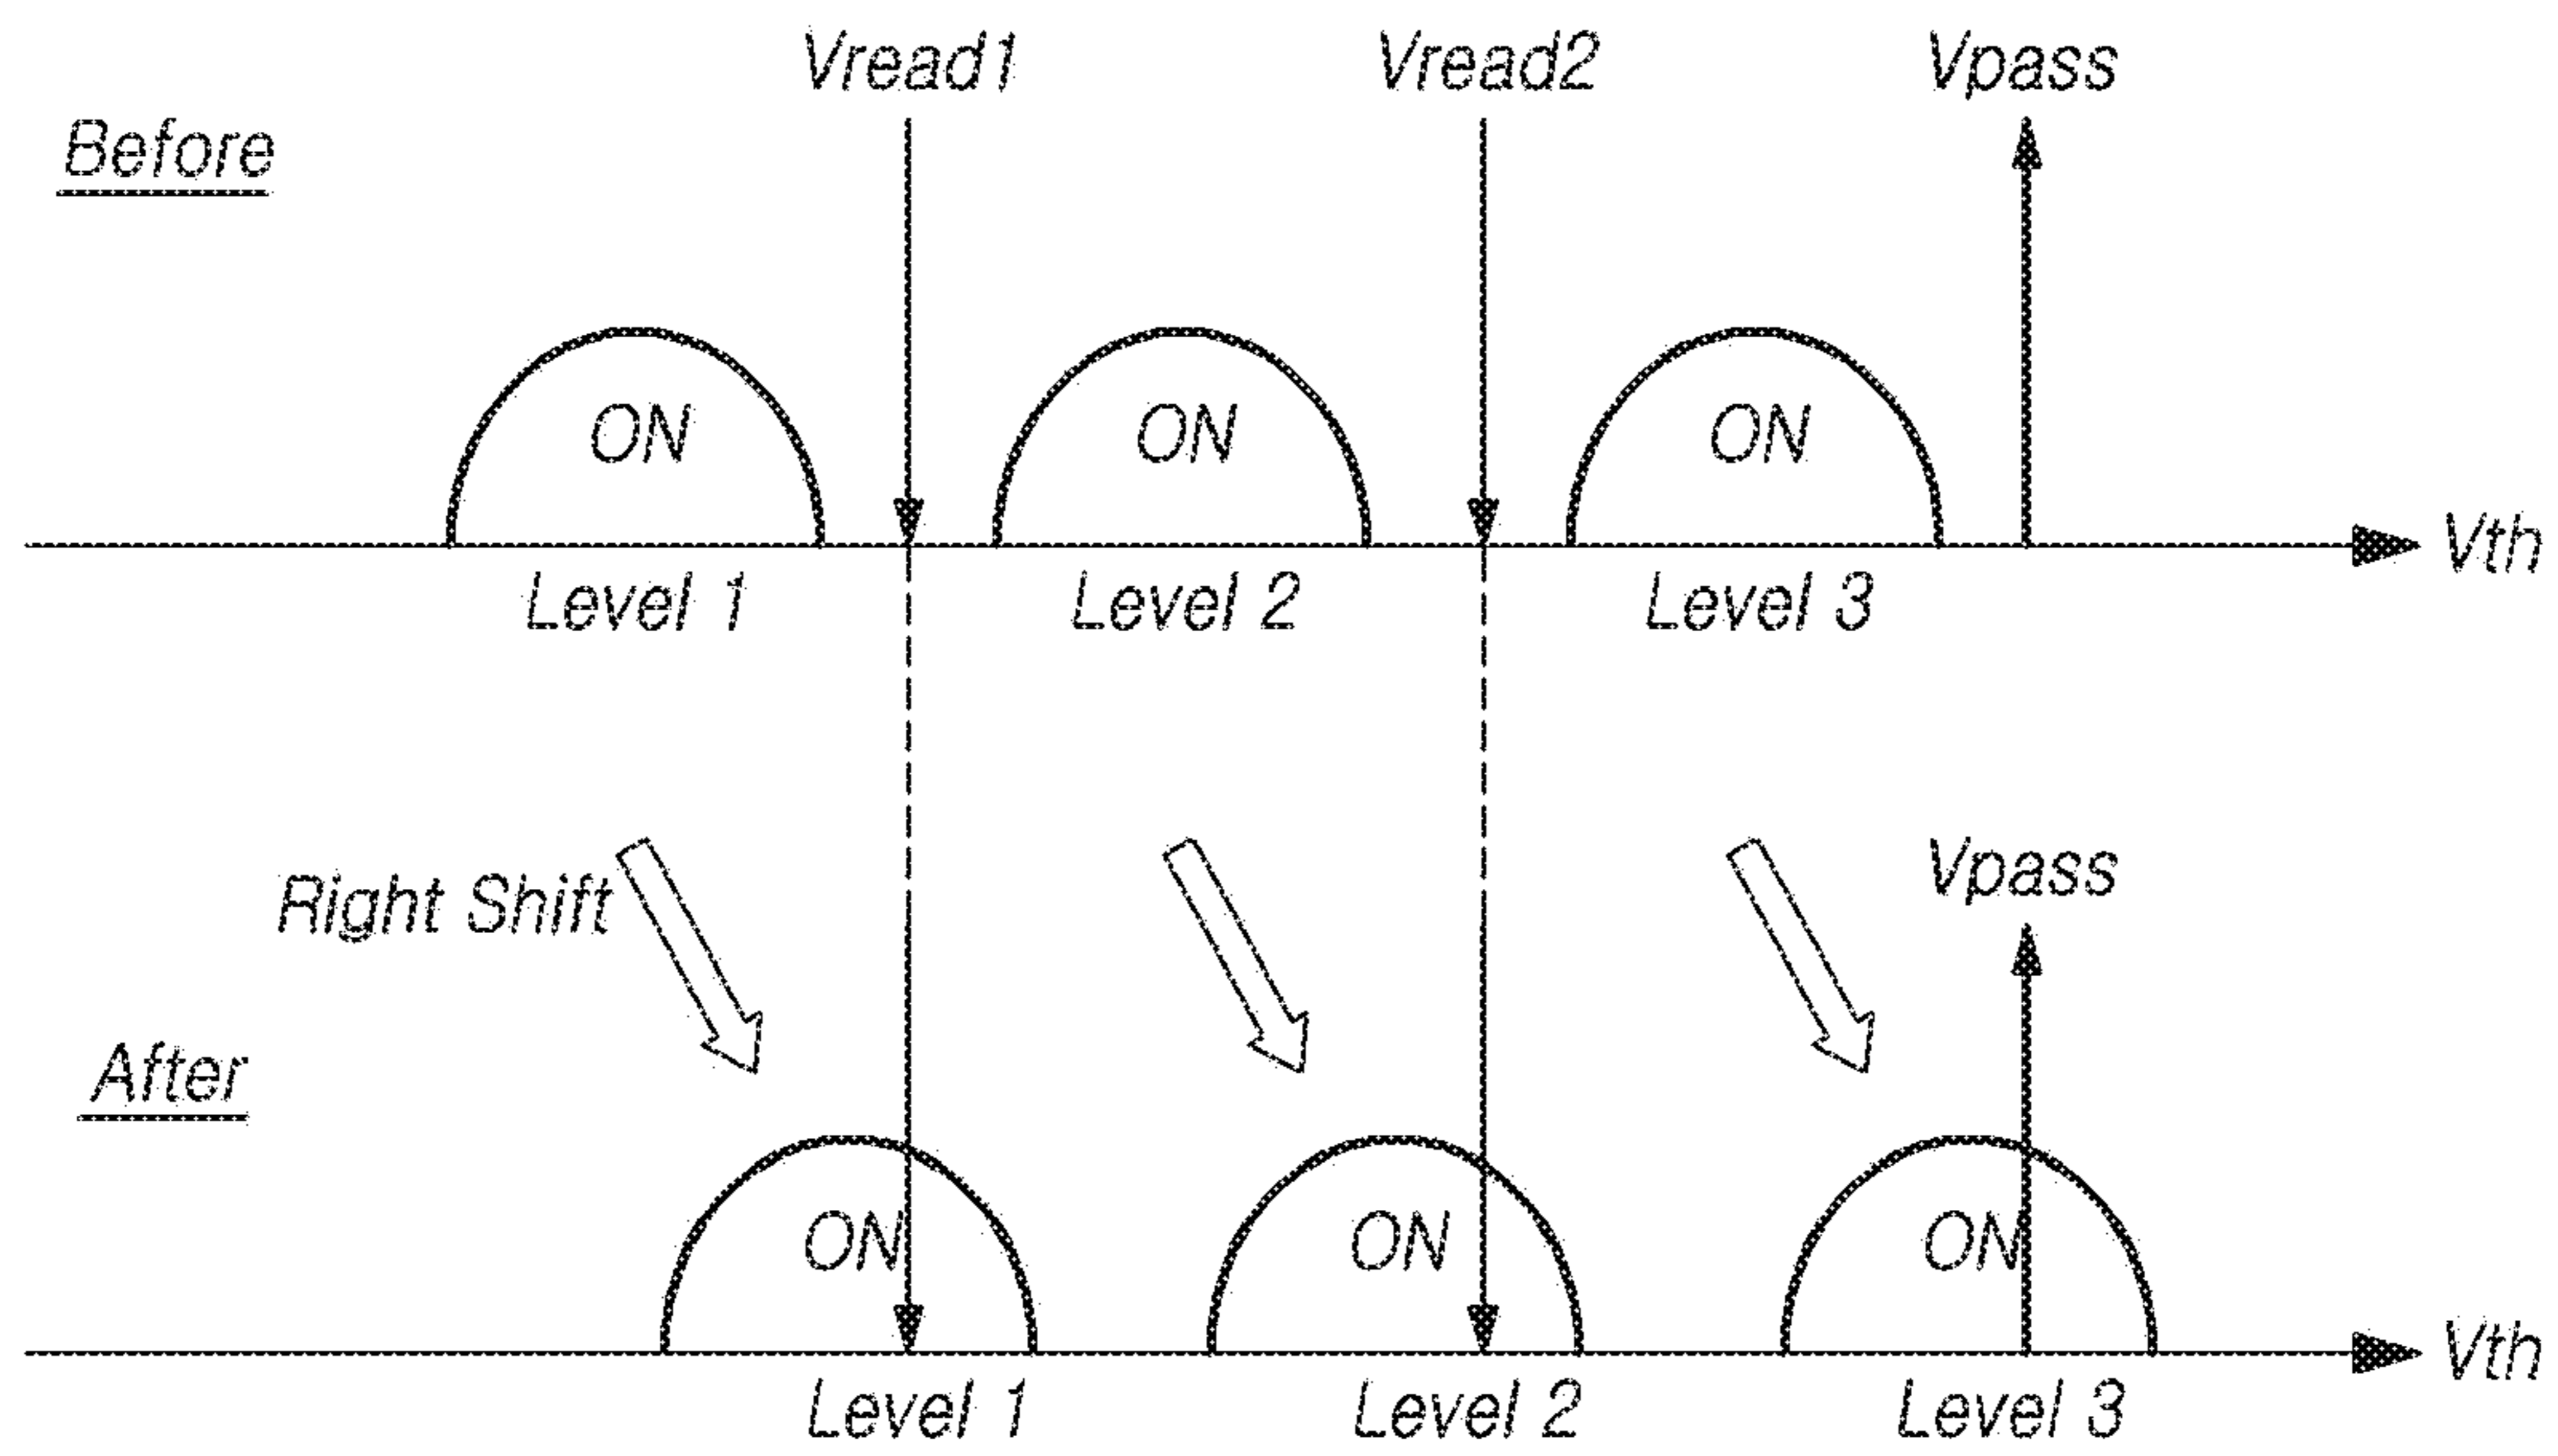 Vread1 Vread2 Vpass
Before
ON ON ON
Vth
Level 1 Level 2 Level 3
Vpass
Right Shift
After
ON ON ON
Vth
Level 1 Level 2 Level 3